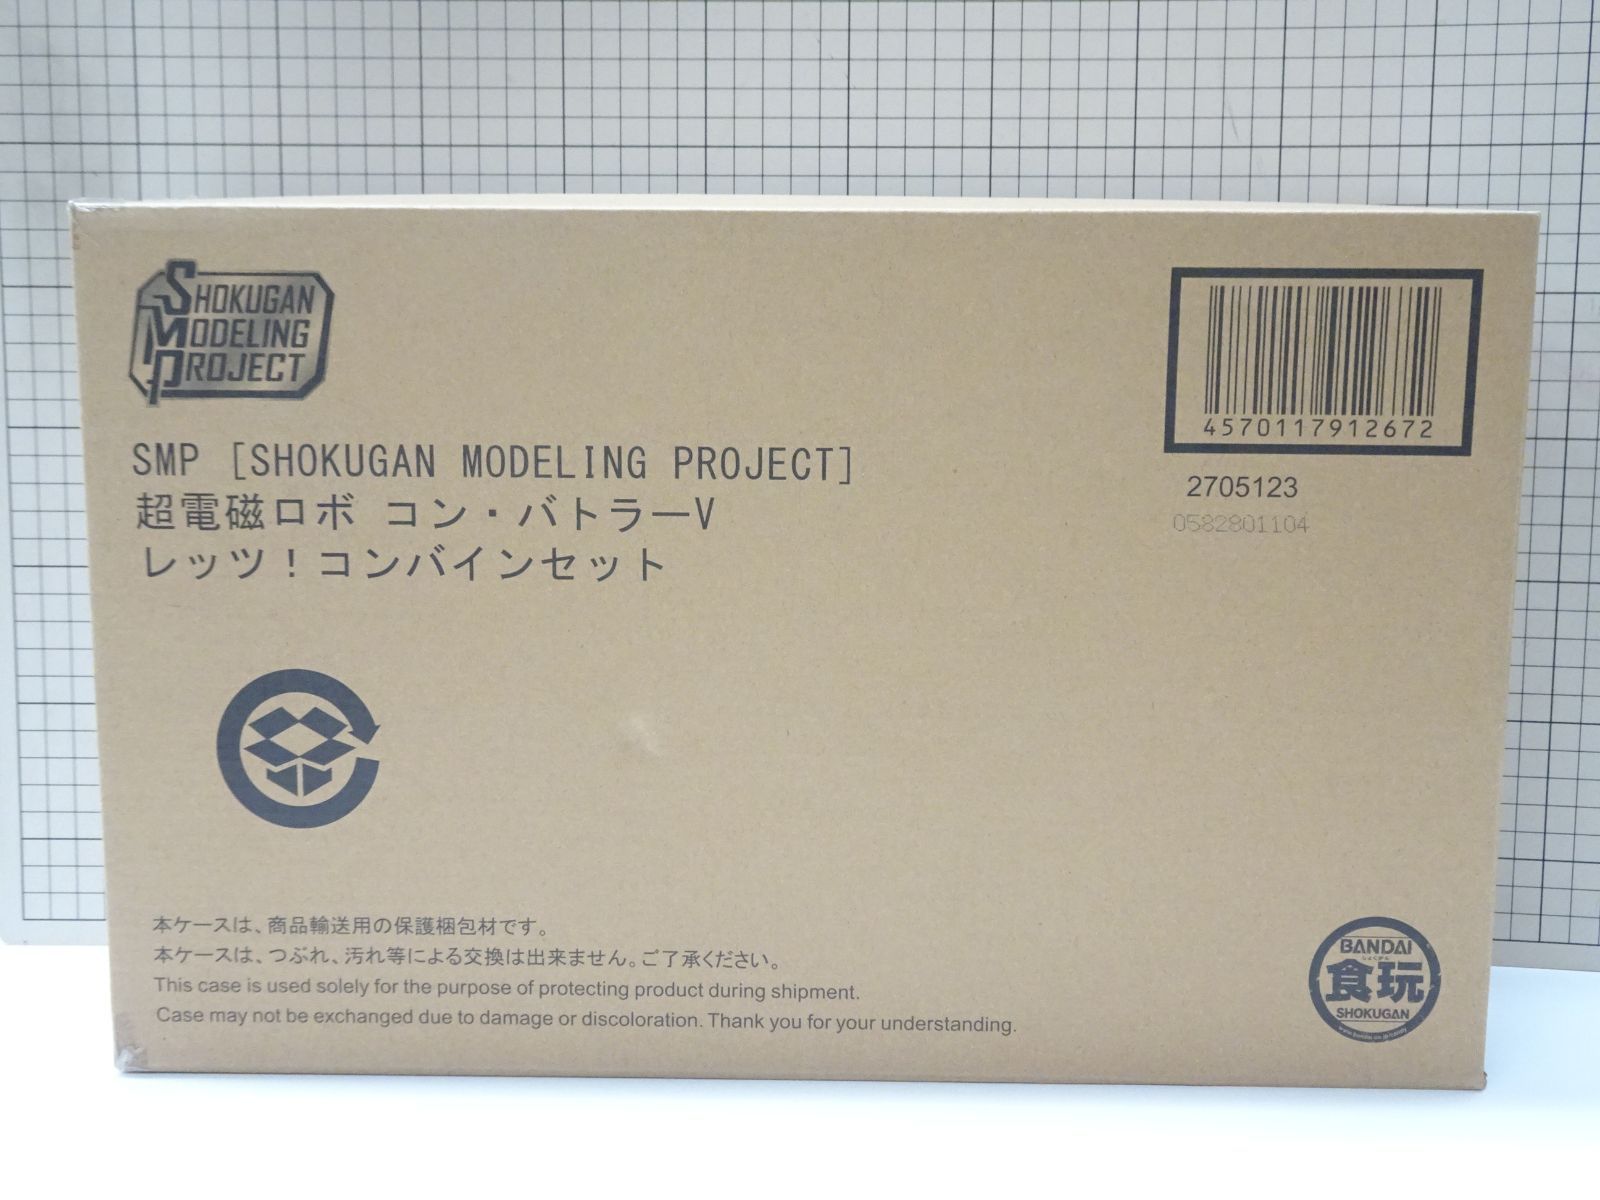 SHOKUGAN
MODELING
PROJECT
4570117912672
2705123
0582801104
SMP [SHOKUGAN MODELING PROJECT]
超電磁ロボ コン・バトラーV
レッツ！コンバインセット
本ケースは、商品輸送用の保護梱包材です。
本ケースは、つぶれ、汚れ等による交換は出来ません。ご了承ください。
This case is used solely for the purpose of protecting product during shipment.
Case may not be exchanged due to damage or discoloration. Thank you for your understanding.
BANDAI
しょくがん
食玩
SHOKUGAN